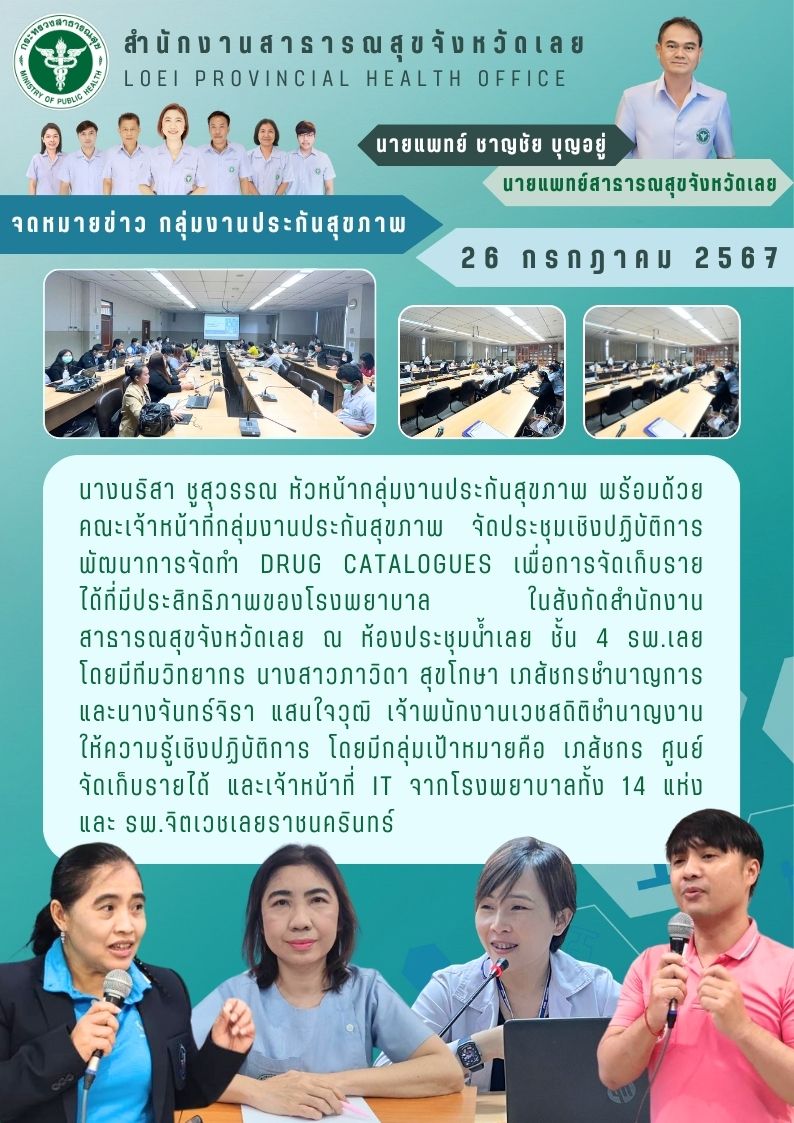 กระทรวงสาธารณสุข
MINISTRY OF PUBLIC HEALTH
สำนักงานสาธารณสุขจังหวัดเลย
LOEI PROVINCIAL HEALTH OFFICE
นายแพทย์ ชาญชัย บุญอยู่
นายแพทย์สาธารณสุขจังหวัดเลย
จดหมายข่าว กลุ่มงานประกันสุขภาพ
26 กรกฎาคม 2567
นางนริสา ชูสุวรรณ หัวหน้ากลุ่มงานประกันสุขภาพ พร้อมด้วย
คณะเจ้าหน้าที่กลุ่มงานประกันสุขภาพ จัดประชุมเชิงปฏิบัติการ
พัฒนาการจัดทำ DRUG CATALOGUES เพื่อการจัดเก็บราย
ได้ที่มีประสิทธิภาพของโรงพยาบาล ในสังกัดสำนักงาน
สาธารณสุขจังหวัดเลย ณ ห้องประชุมน้ำเลย ชั้น 4 รพ.เลย
โดยมีทีมวิทยากร นางสาวภาวิดา สุขโกษา เภสัชกรชำนาญการ
และนางจันทร์จิรา แสนใจวุฒิ เจ้าพนักงานเวชสถิติชำนาญงาน
ให้ความรู้เชิงปฏิบัติการ โดยมีกลุ่มเป้าหมายคือ เภสัชกร ศูนย์
จัดเก็บรายได้ และเจ้าหน้าที่ IT จากโรงพยาบาลทั้ง 14 แห่ง
และ รพ.จิตเวชเลยราชนครินทร์